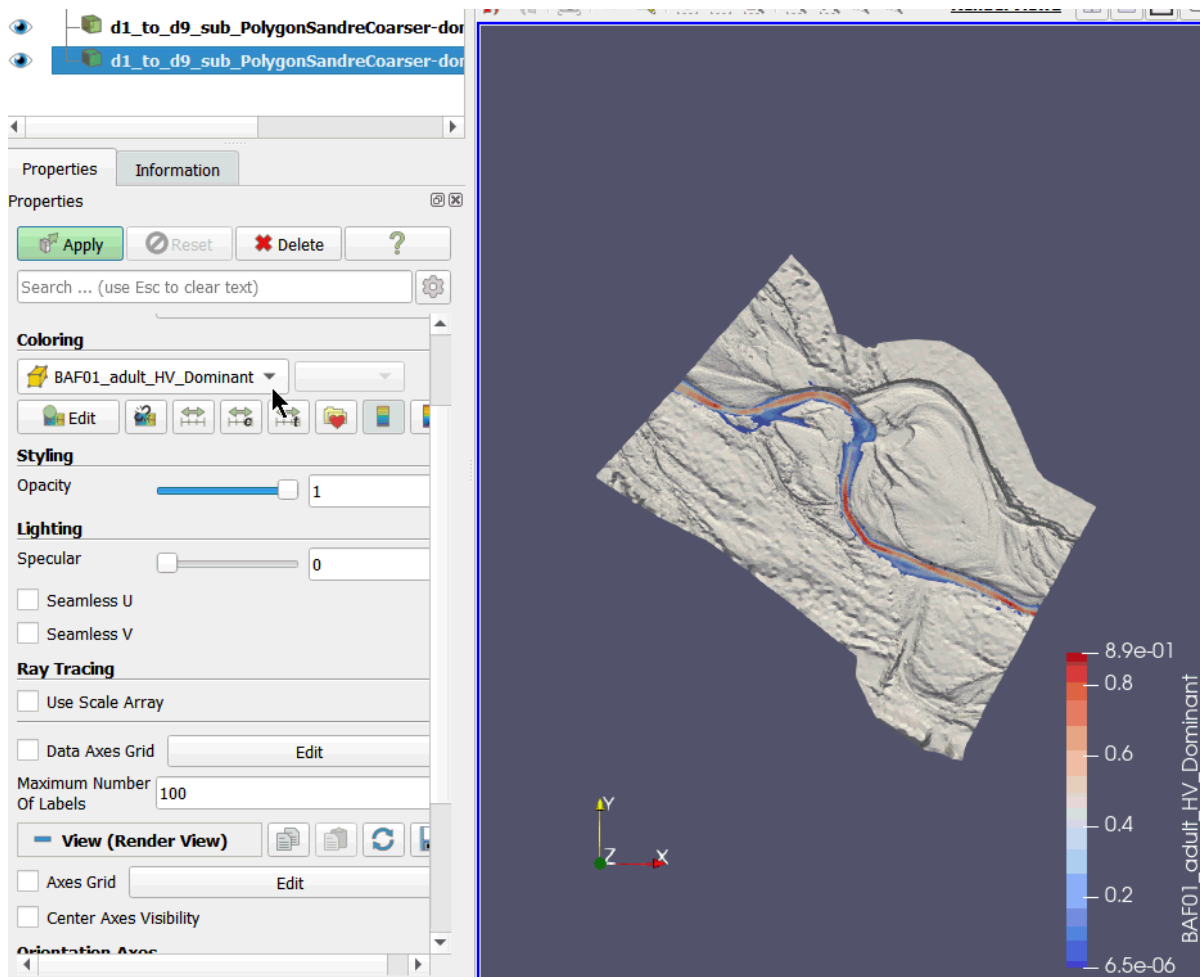 d1_to_d9_sub_PolygonSandreCoarser-dor
d1_to_d9_sub_PolygonSandreCoarser-dor
Properties
Information
Properties
Apply
Reset
Delete
?
Search ... (use Esc to clear text)
Coloring
BAF01_adult_HV_Dominant
Edit
c
t
Styling
Opacity
1
Lighting
Specular
0
Seamless U
Seamless V
Ray Tracing
Use Scale Array
Data Axes Grid
Edit
Maximum Number
Of Labels
100
View (Render View)
Axes Grid
Edit
Center Axes Visibility
Orientation Axes
Y
Z
X
8.9e-01
0.8
0.6
0.4
0.2
6.5e-06
BAF01_adult_HV_Dominant